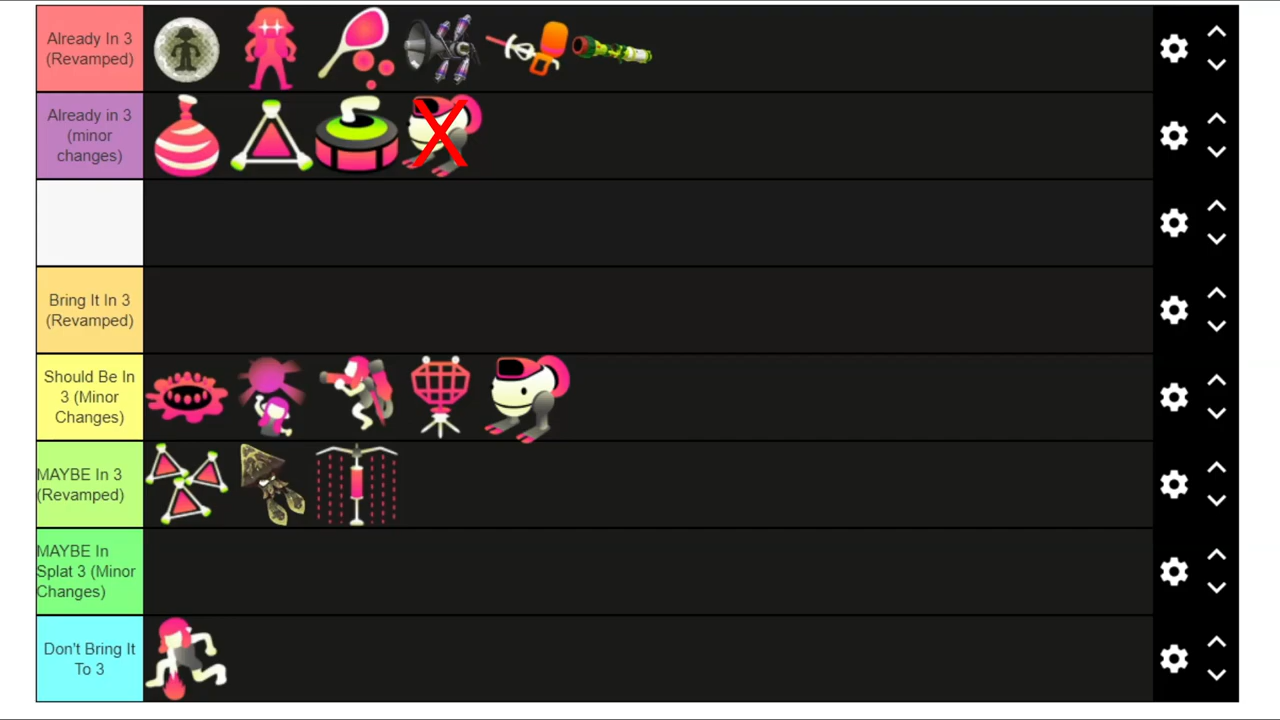 Already In 3
(Revamped)
Already in 3
(minor
changes)
X
Bring It In 3
(Revamped)
Should Be In
3 (Minor
Changes)
MAYBE In 3
(Revamped)
MAYBE In
Splat 3 (Minor
Changes)
Don't Bring It
To 3